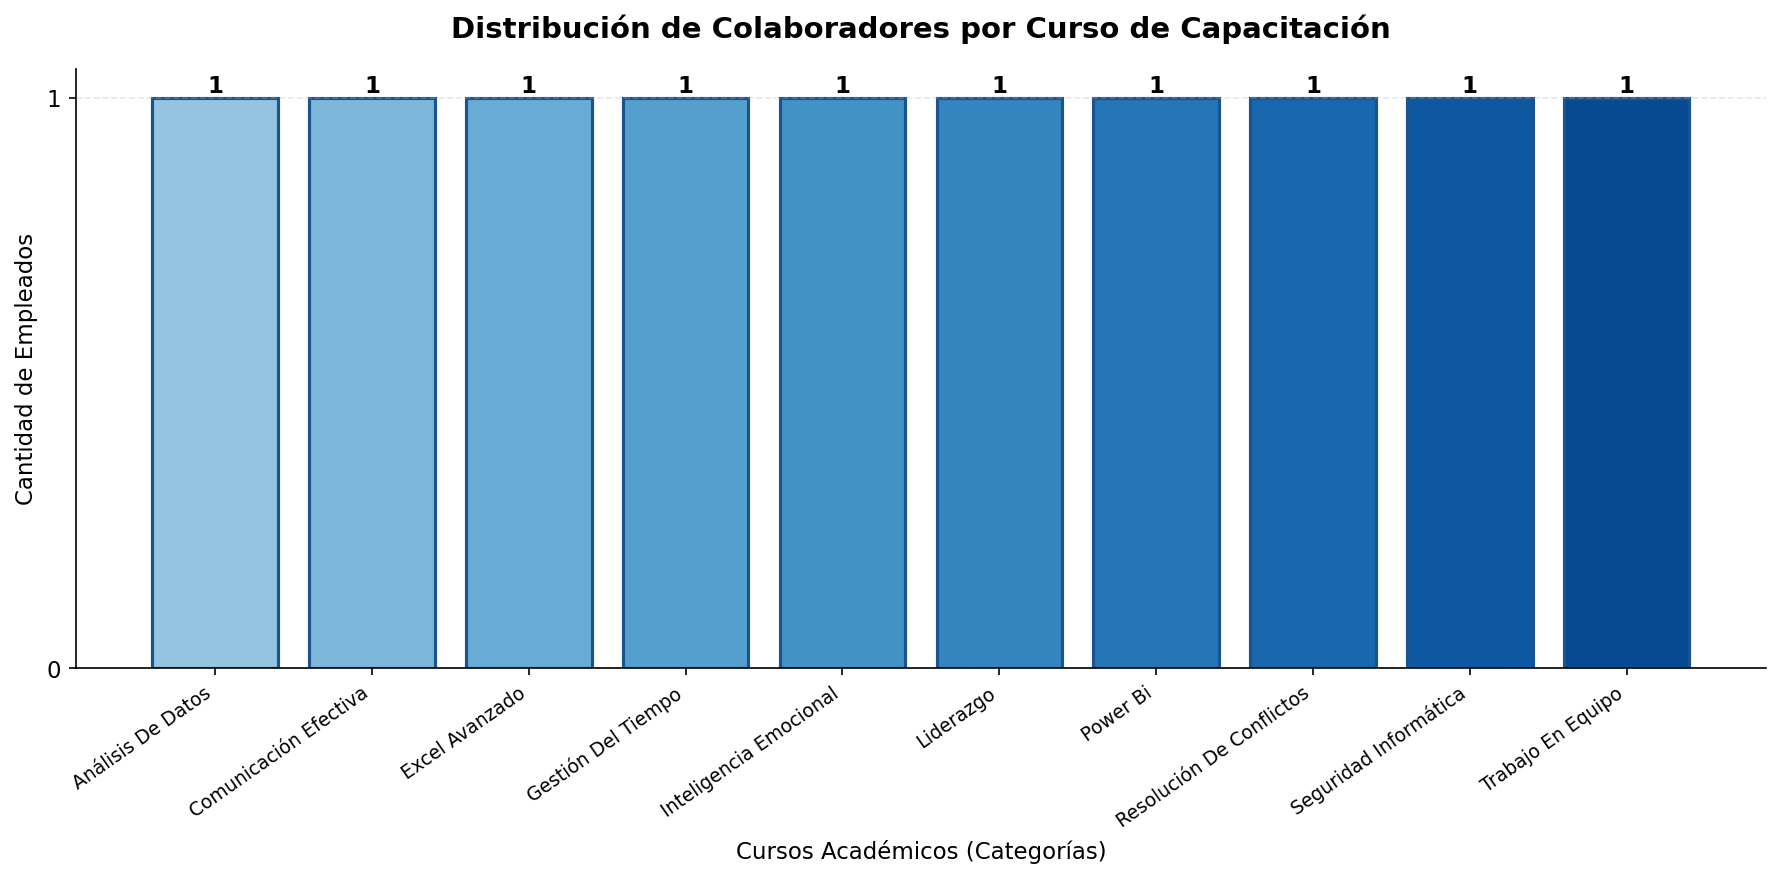 Distribución de Colaboradores por Curso de Capacitación
Cantidad de Empleados
1
0
1 1 1 1 1 1 1 1 1 1
Análisis De Datos
Comunicación Efectiva
Excel Avanzado
Gestión Del Tiempo
Inteligencia Emocional
Liderazgo
Power Bi
Resolución De Conflictos
Seguridad Informática
Trabajo En Equipo
Cursos Académicos (Categorías)